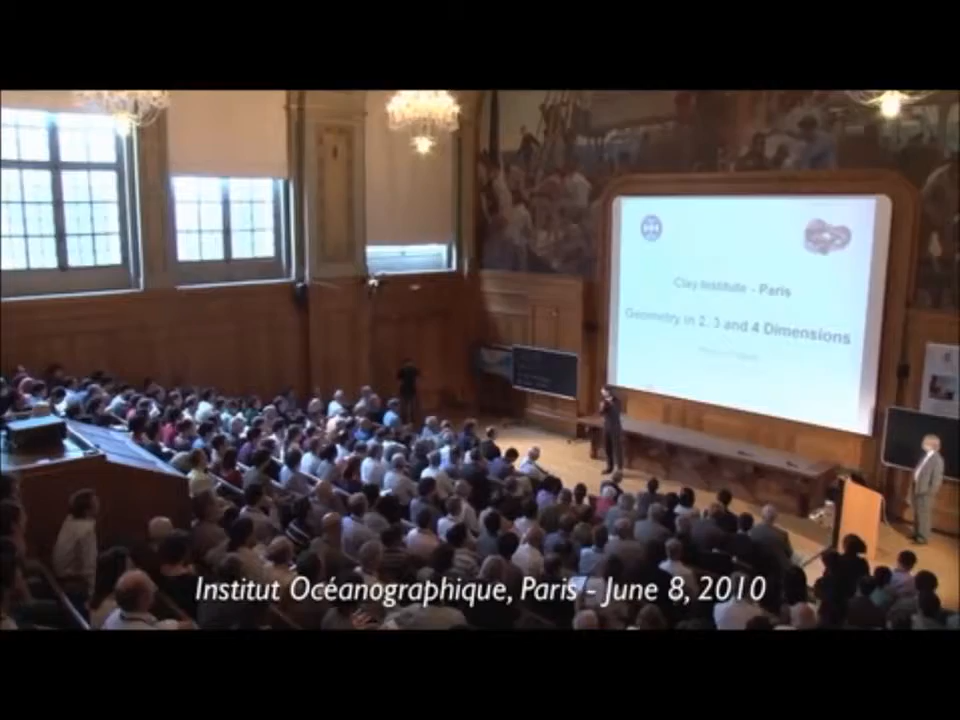 Clay Institute - Paris
Geometry in 2, 3 and 4 Dimensions
Institut Océanographique, Paris - June 8, 2010